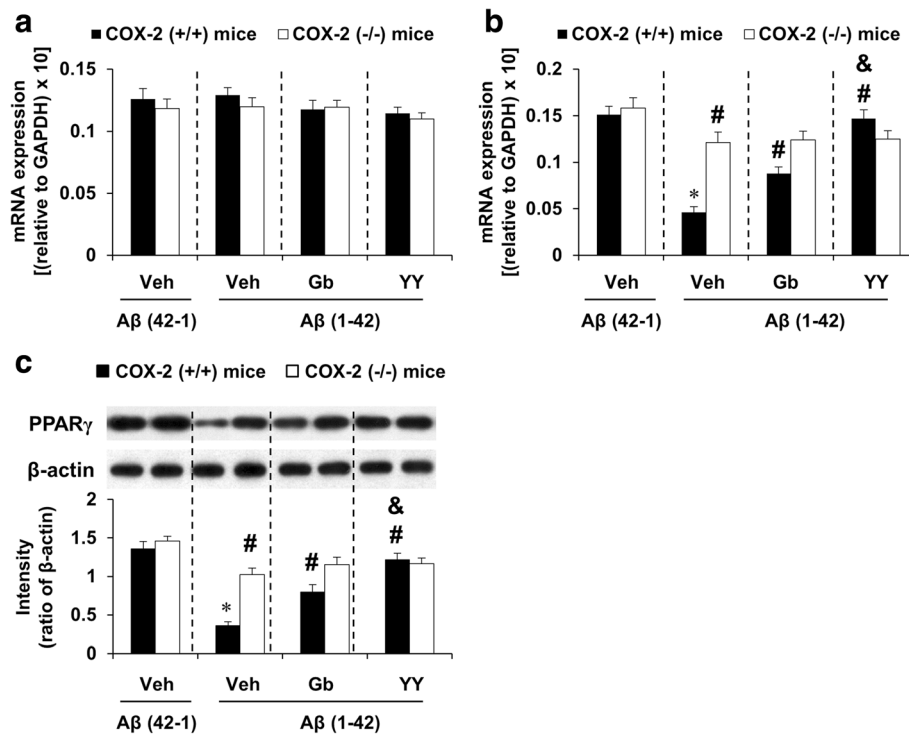 a
■ COX-2 (+/+) mice □ COX-2 (-/-) mice
mRNA expression
[(relative to GAPDH) x 10]
0.15
0.1
0.05
0
Veh Veh Gb YY
Aβ (42-1) Aβ (1-42)
b
■ COX-2 (+/+) mice □ COX-2 (-/-) mice
mRNA expression
[(relative to GAPDH) x 10]
0.2
0.15
0.1
0.05
0
*
#
#
&
#
Veh Veh Gb YY
Aβ (42-1) Aβ (1-42)
c
■ COX-2 (+/+) mice □ COX-2 (-/-) mice
PPARγ
β-actin
Intensity
(ratio of β-actin)
2
1.5
1
0.5
0
*
#
#
&
#
Veh Veh Gb YY
Aβ (42-1) Aβ (1-42)